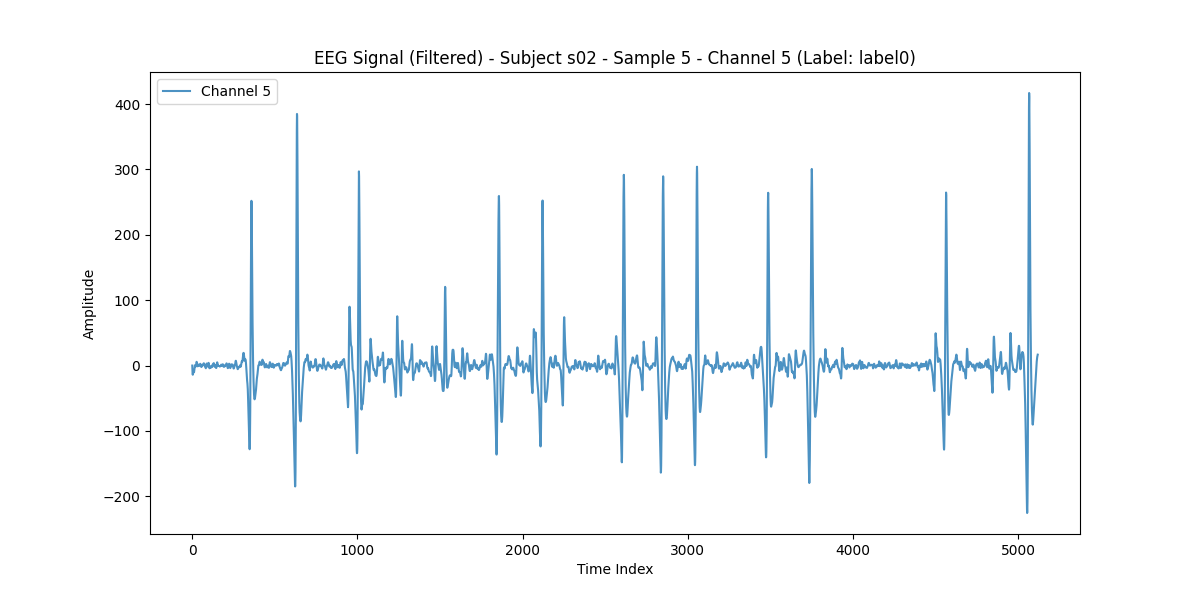 EEG Signal (Filtered) - Subject s02 - Sample 5 - Channel 5 (Label: label0)
Channel 5
Amplitude
400
300
200
100
0
−100
−200
0 1000 2000 3000 4000 5000
Time Index